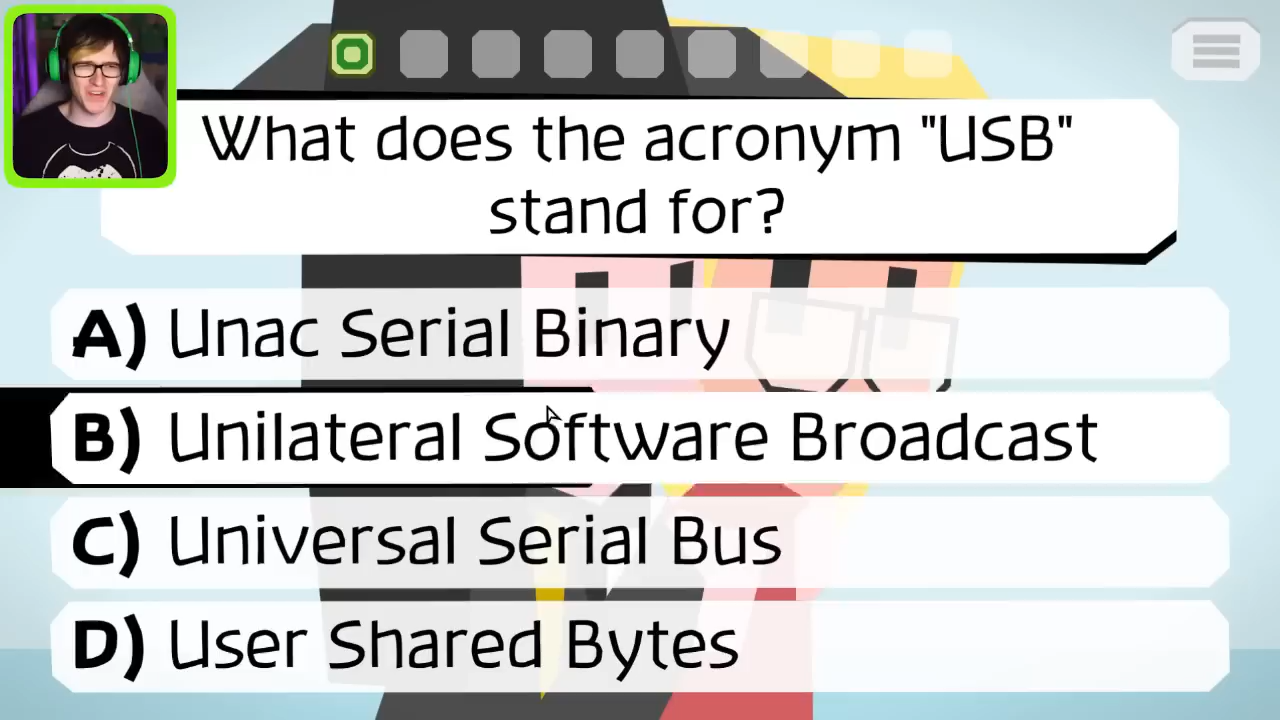 What does the acronym "USB"
stand for?
A) Unac Serial Binary
B) Unilateral Software Broadcast
C) Universal Serial Bus
D) User Shared Bytes